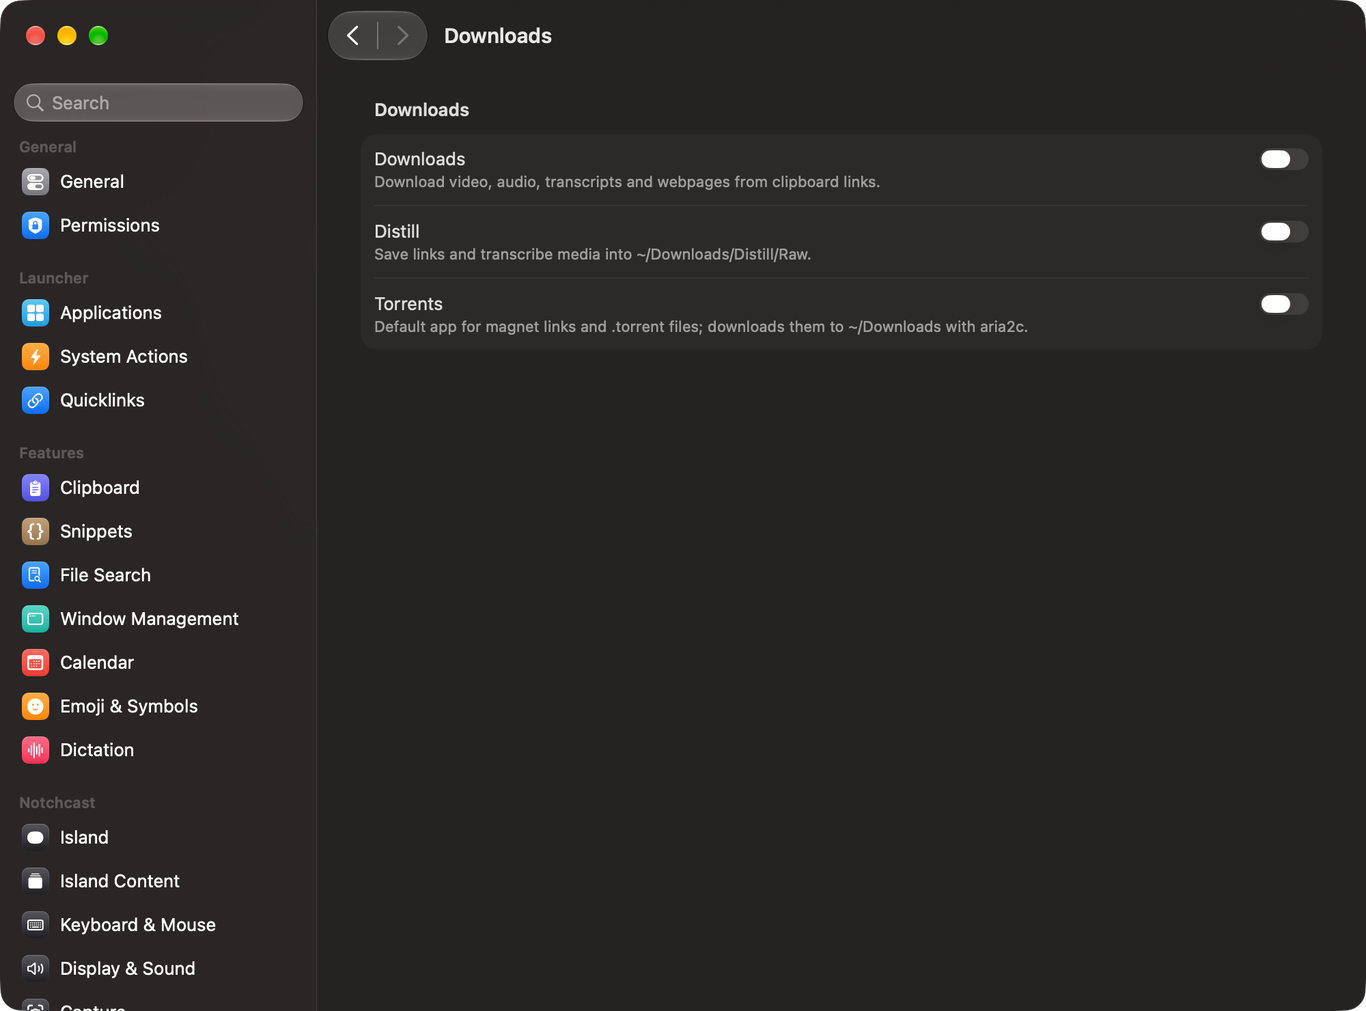 Downloads
Search
General
General
Permissions
Launcher
Applications
System Actions
Quicklinks
Features
Clipboard
Snippets
File Search
Window Management
Calendar
Emoji & Symbols
Dictation
Notchcast
Island
Island Content
Keyboard & Mouse
Display & Sound
Capture
Downloads
Downloads
Download video, audio, transcripts and webpages from clipboard links.
Distill
Save links and transcribe media into ~/Downloads/Distill/Raw.
Torrents
Default app for magnet links and .torrent files; downloads them to ~/Downloads with aria2c.